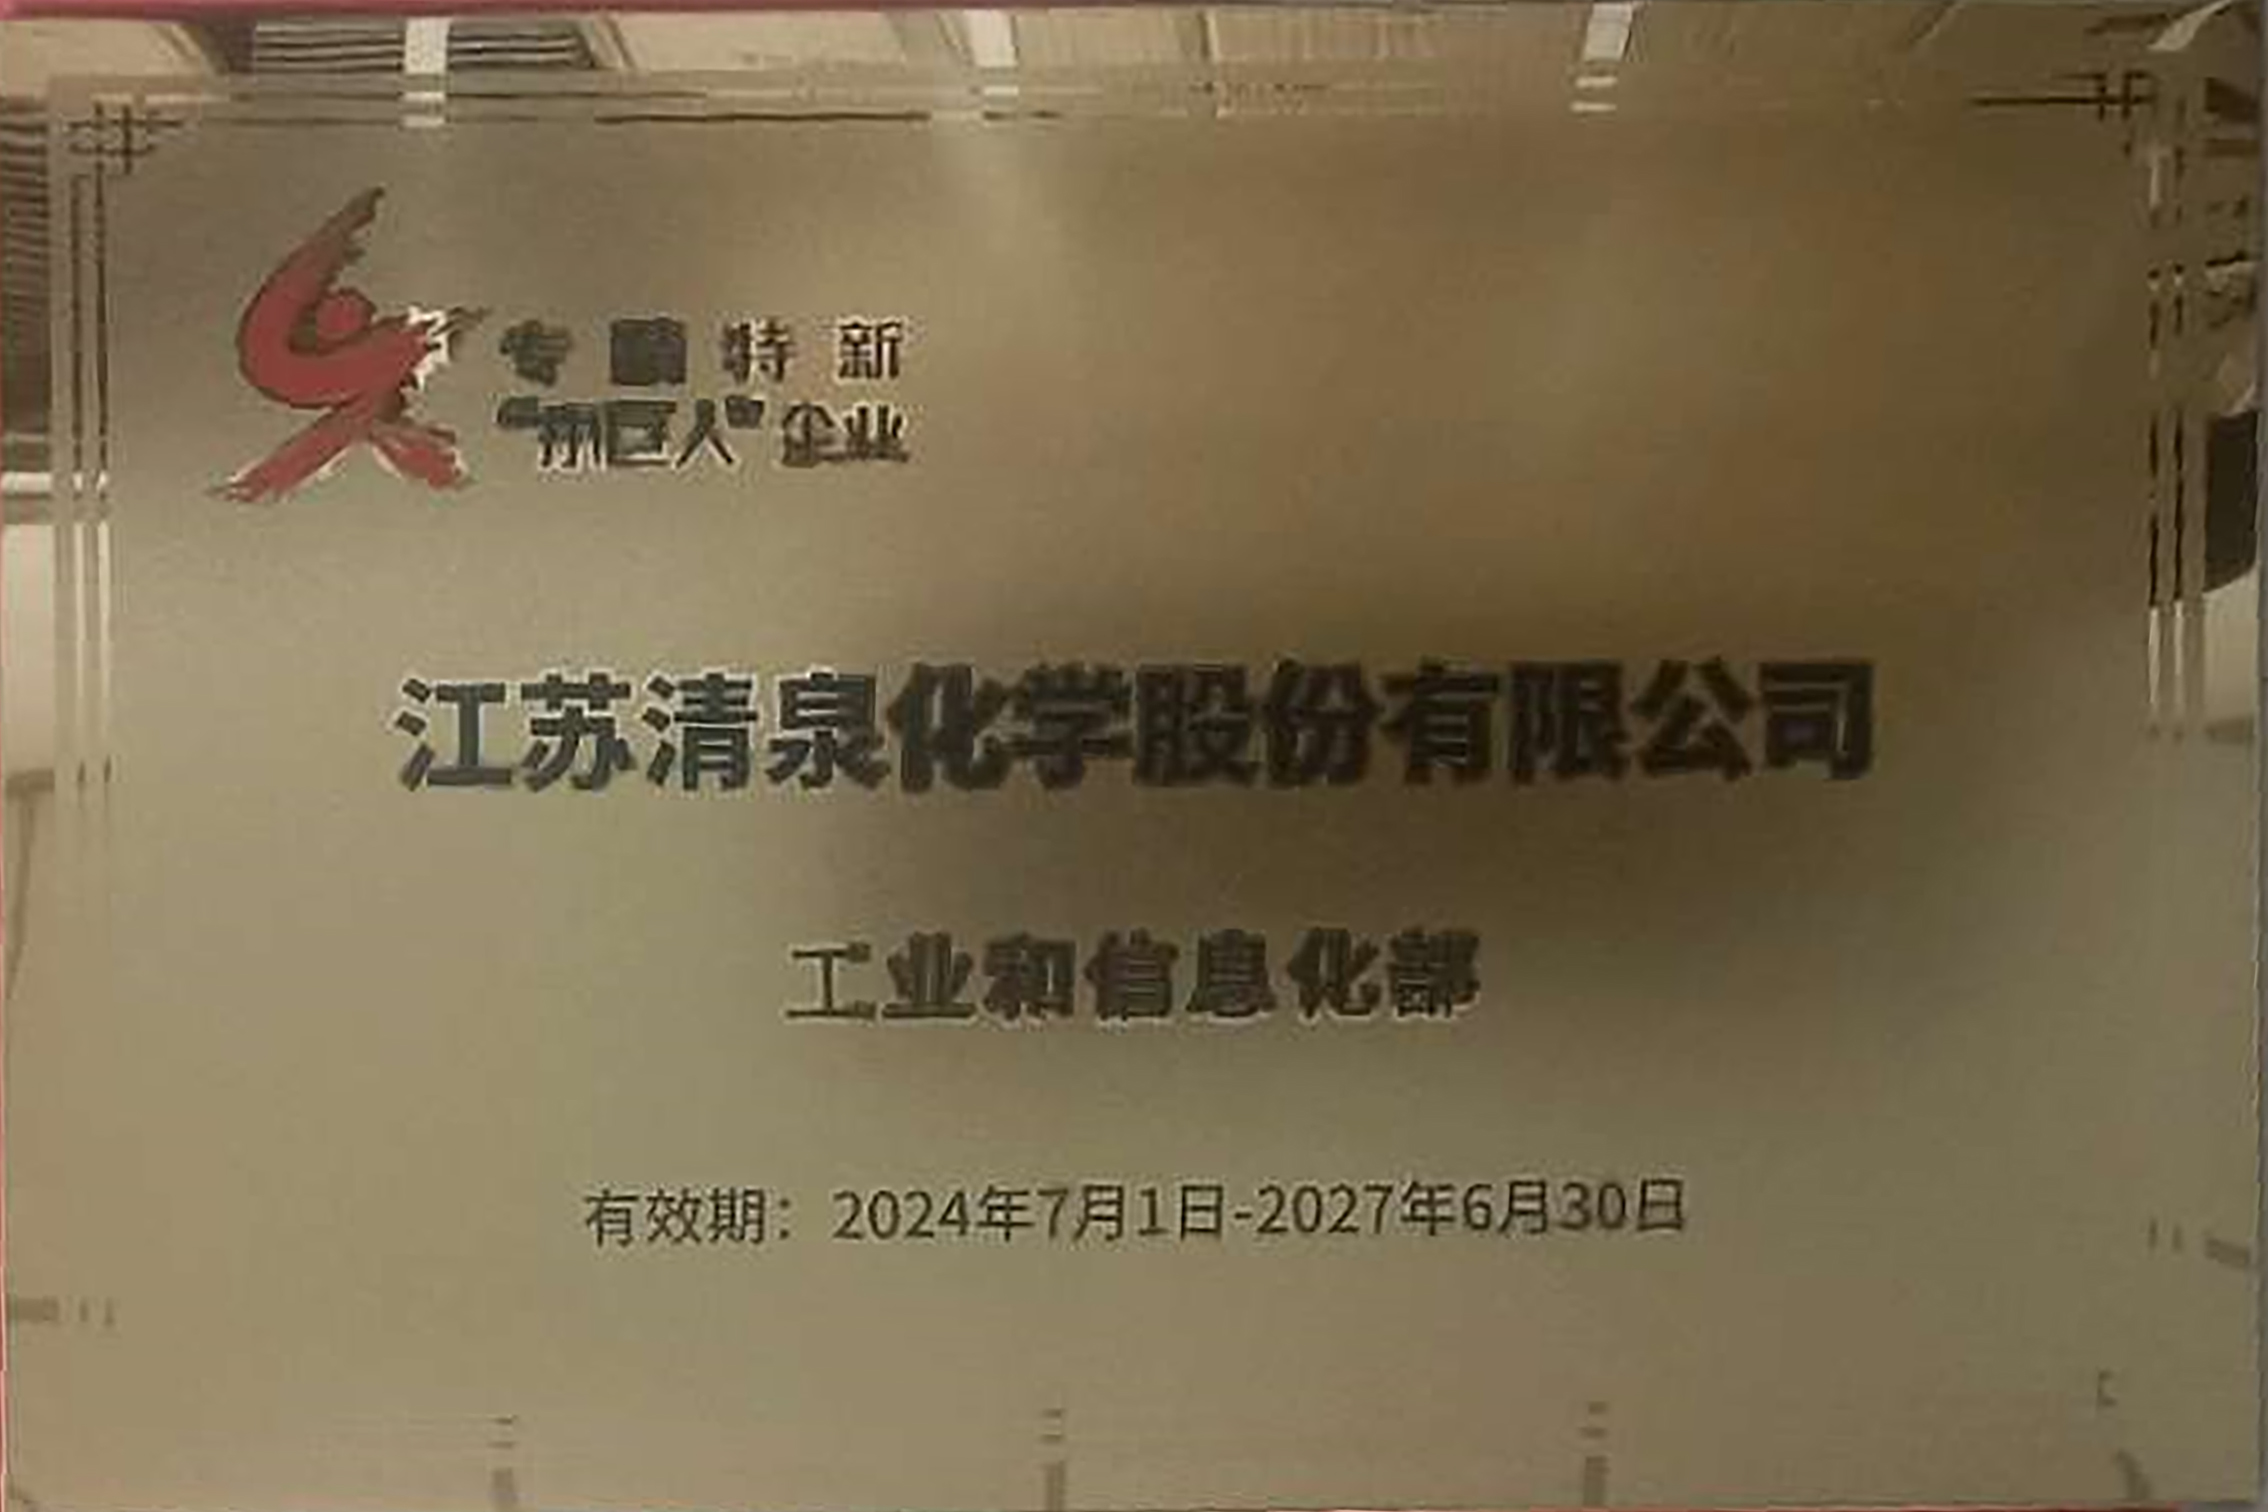 专精特新
“小巨人”企业
江苏清泉化学股份有限公司
工业和信息化部
有效期：2024年7月1日-2027年6月30日